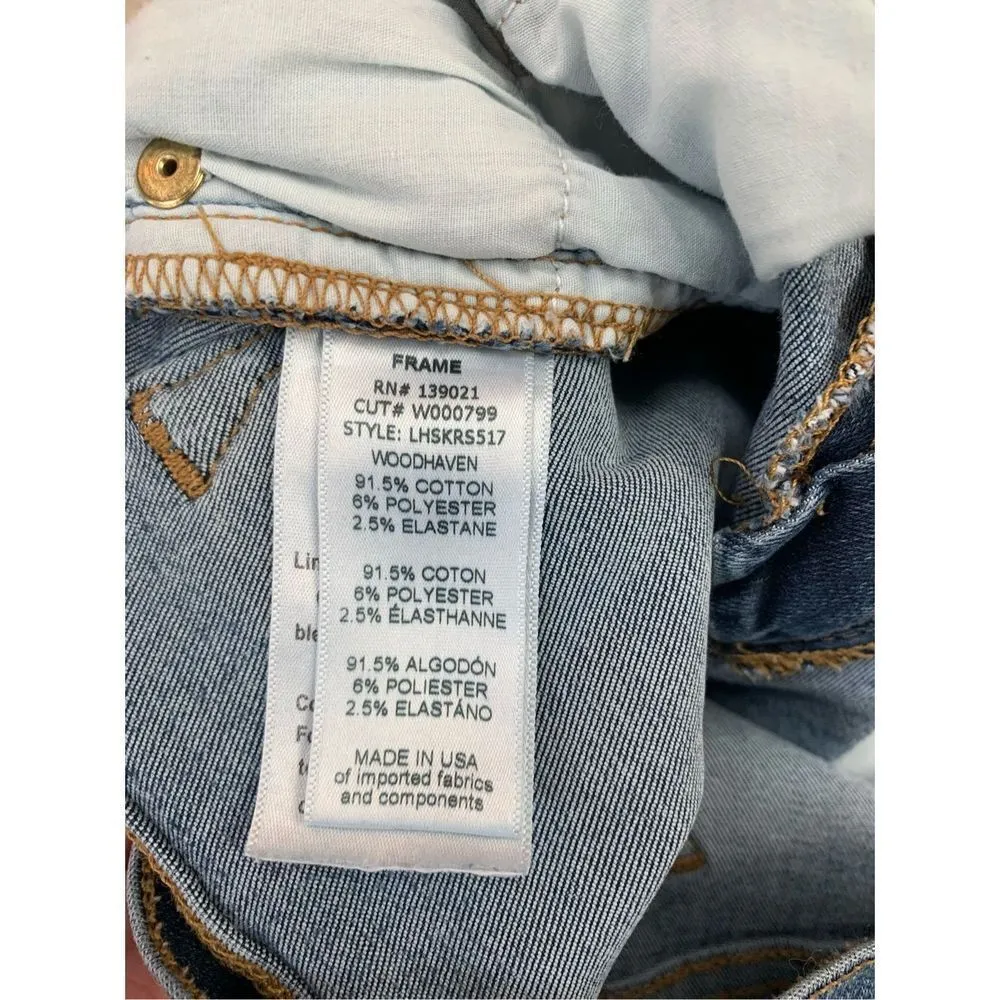 FRAME
RN# 139021
CUT# W000799
STYLE: LHSKRS517
WOODHAVEN
91.5% COTTON
6% POLYESTER
2.5% ELASTANE
91.5% COTON
6% POLYESTER
2.5% ÉLASTHANNE
91.5% ALGODÓN
6% POLIESTER
2.5% ELASTÁNO
MADE IN USA
of imported fabrics
and components